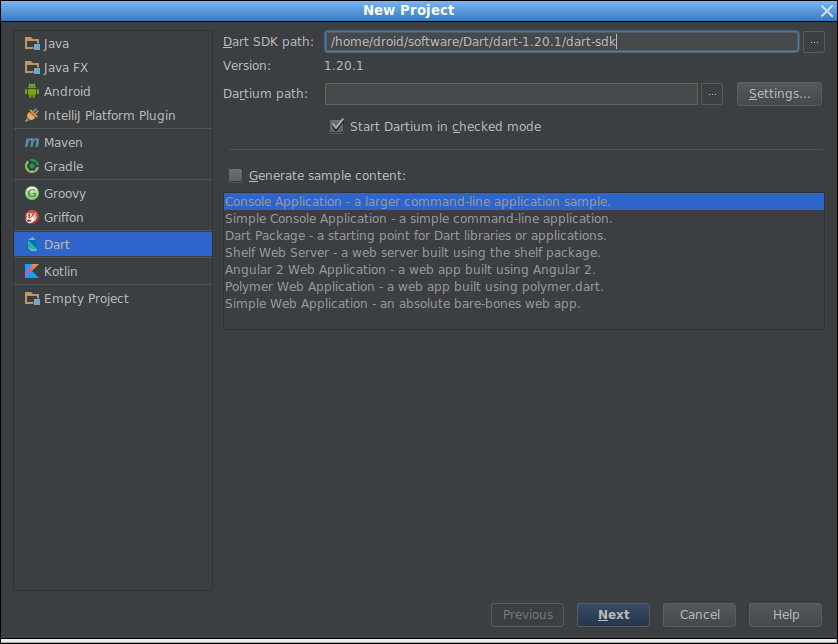 New Project
Java
Java FX
Android
IntelliJ Platform Plugin
Maven
Gradle
Groovy
Griffon
Dart
Kotlin
Empty Project
Dart SDK path: /home/droid/software/Dart/dart-1.20.1/dart-sdk ...
Version: 1.20.1
Dartium path: ... Settings...
Start Dartium in checked mode
Generate sample content:
Console Application - a larger command-line application sample.
Simple Console Application - a simple command-line application.
Dart Package - a starting point for Dart libraries or applications.
Shelf Web Server - a web server built using the shelf package.
Angular 2 Web Application - a web app built using Angular 2.
Polymer Web Application - a web app built using polymer.dart.
Simple Web Application - an absolute bare-bones web app.
Previous Next Cancel Help